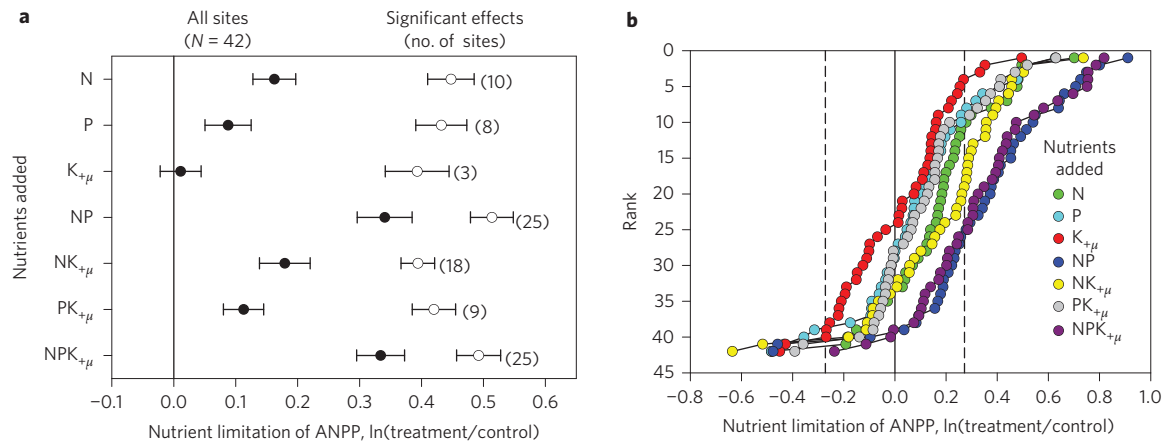 a
All sites
(N = 42)
Significant effects
(no. of sites)
Nutrients added
N
P
K+μ
NP
NK+μ
PK+μ
NPK+μ
(10)
(8)
(3)
(25)
(18)
(9)
(25)
−0.1
0.0
0.1
0.2
0.3
0.4
0.5
0.6
Nutrient limitation of ANPP, ln(treatment/control)
b
Rank
0
5
10
15
20
25
30
35
40
45
Nutrients
added
N
P
K+μ
NP
NK+μ
PK+μ
NPK+μ
−0.8
−0.6
−0.4
−0.2
0.0
0.2
0.4
0.6
0.8
1.0
Nutrient limitation of ANPP, ln(treatment/control)